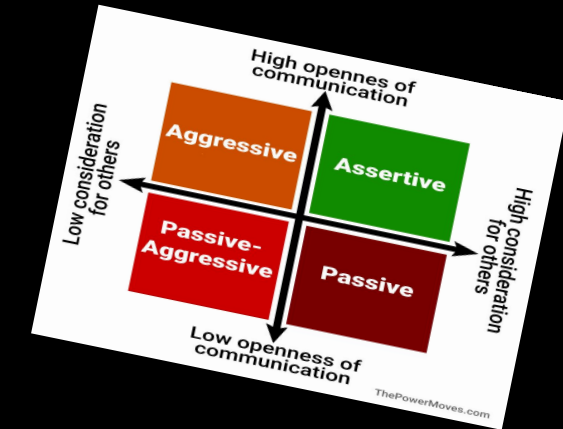 High opennes of
communication
Low consideration
for others
Aggressive
Assertive
High consideration
for others
Passive-
Aggressive
Passive
Low openness of
communication
ThePowerMoves.com